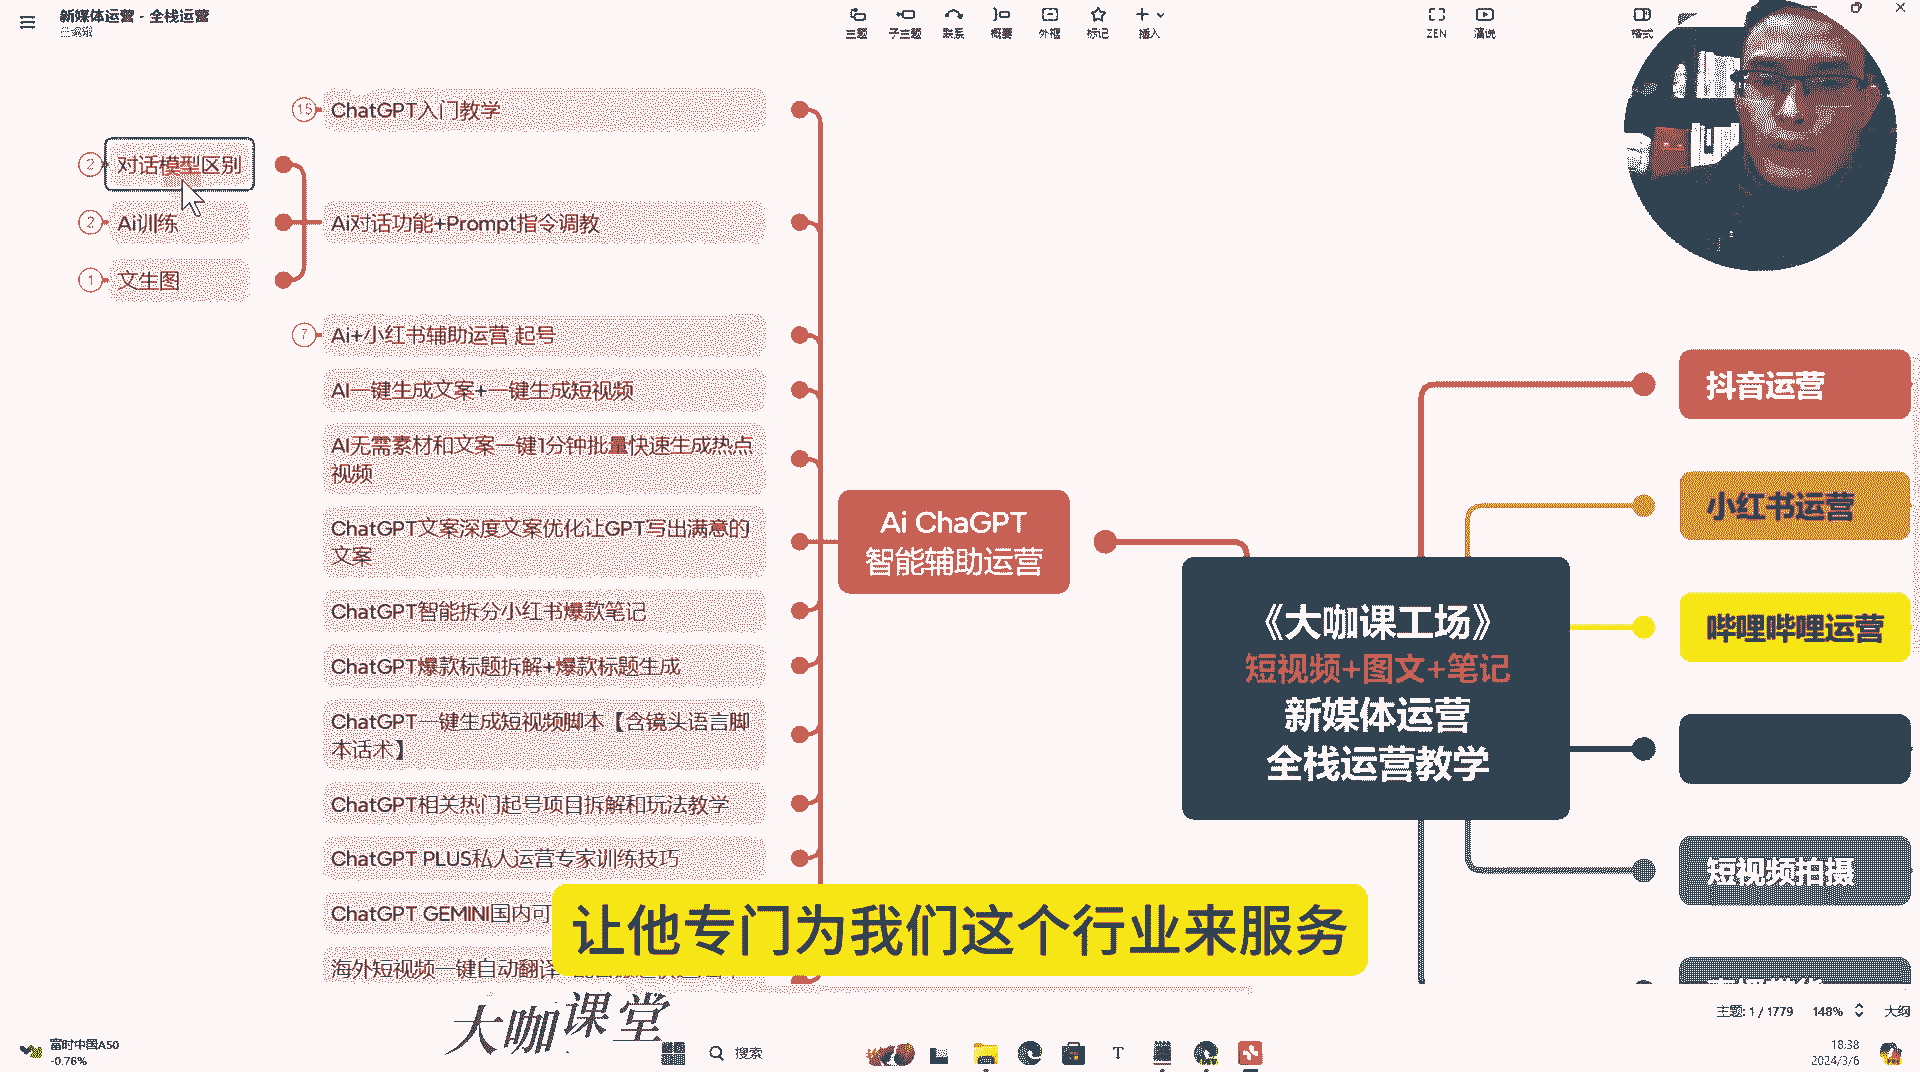 新媒体运营 - 全栈运营
已编辑
主题
子主题
联系
概要
外框
标记
插入
ZEN
演说
格式
15
ChatGPT入门教学
2
对话模型区别
2
Ai训练
1
文生图
Ai对话功能+Prompt指令调教
7
Ai+小红书辅助运营 起号
AI一键生成文案+一键生成短视频
AI无需素材和文案一键1分钟批量快速生成热点
视频
ChatGPT文案深度文案优化让GPT写出满意的
文案
ChatGPT智能拆分小红书爆款笔记
ChatGPT爆款标题拆解+爆款标题生成
ChatGPT一键生成短视频脚本【含镜头语言脚
本话术】
ChatGPT相关热门起号项目拆解和玩法教学
ChatGPT PLUS私人运营专家训练技巧
ChatGPT GEMINI国内可
海外短视频一键自动翻译
Ai ChaGPT
智能辅助运营
《大咖课工场》
短视频+图文+笔记
新媒体运营
全栈运营教学
抖音运营
小红书运营
哔哩哔哩运营
短视频拍摄
让他专门为我们这个行业来服务
大咖课堂
主题: 1 / 1779
148%
大纲
富时中国A50
-0.76%
搜索
18:38
2024/3/6